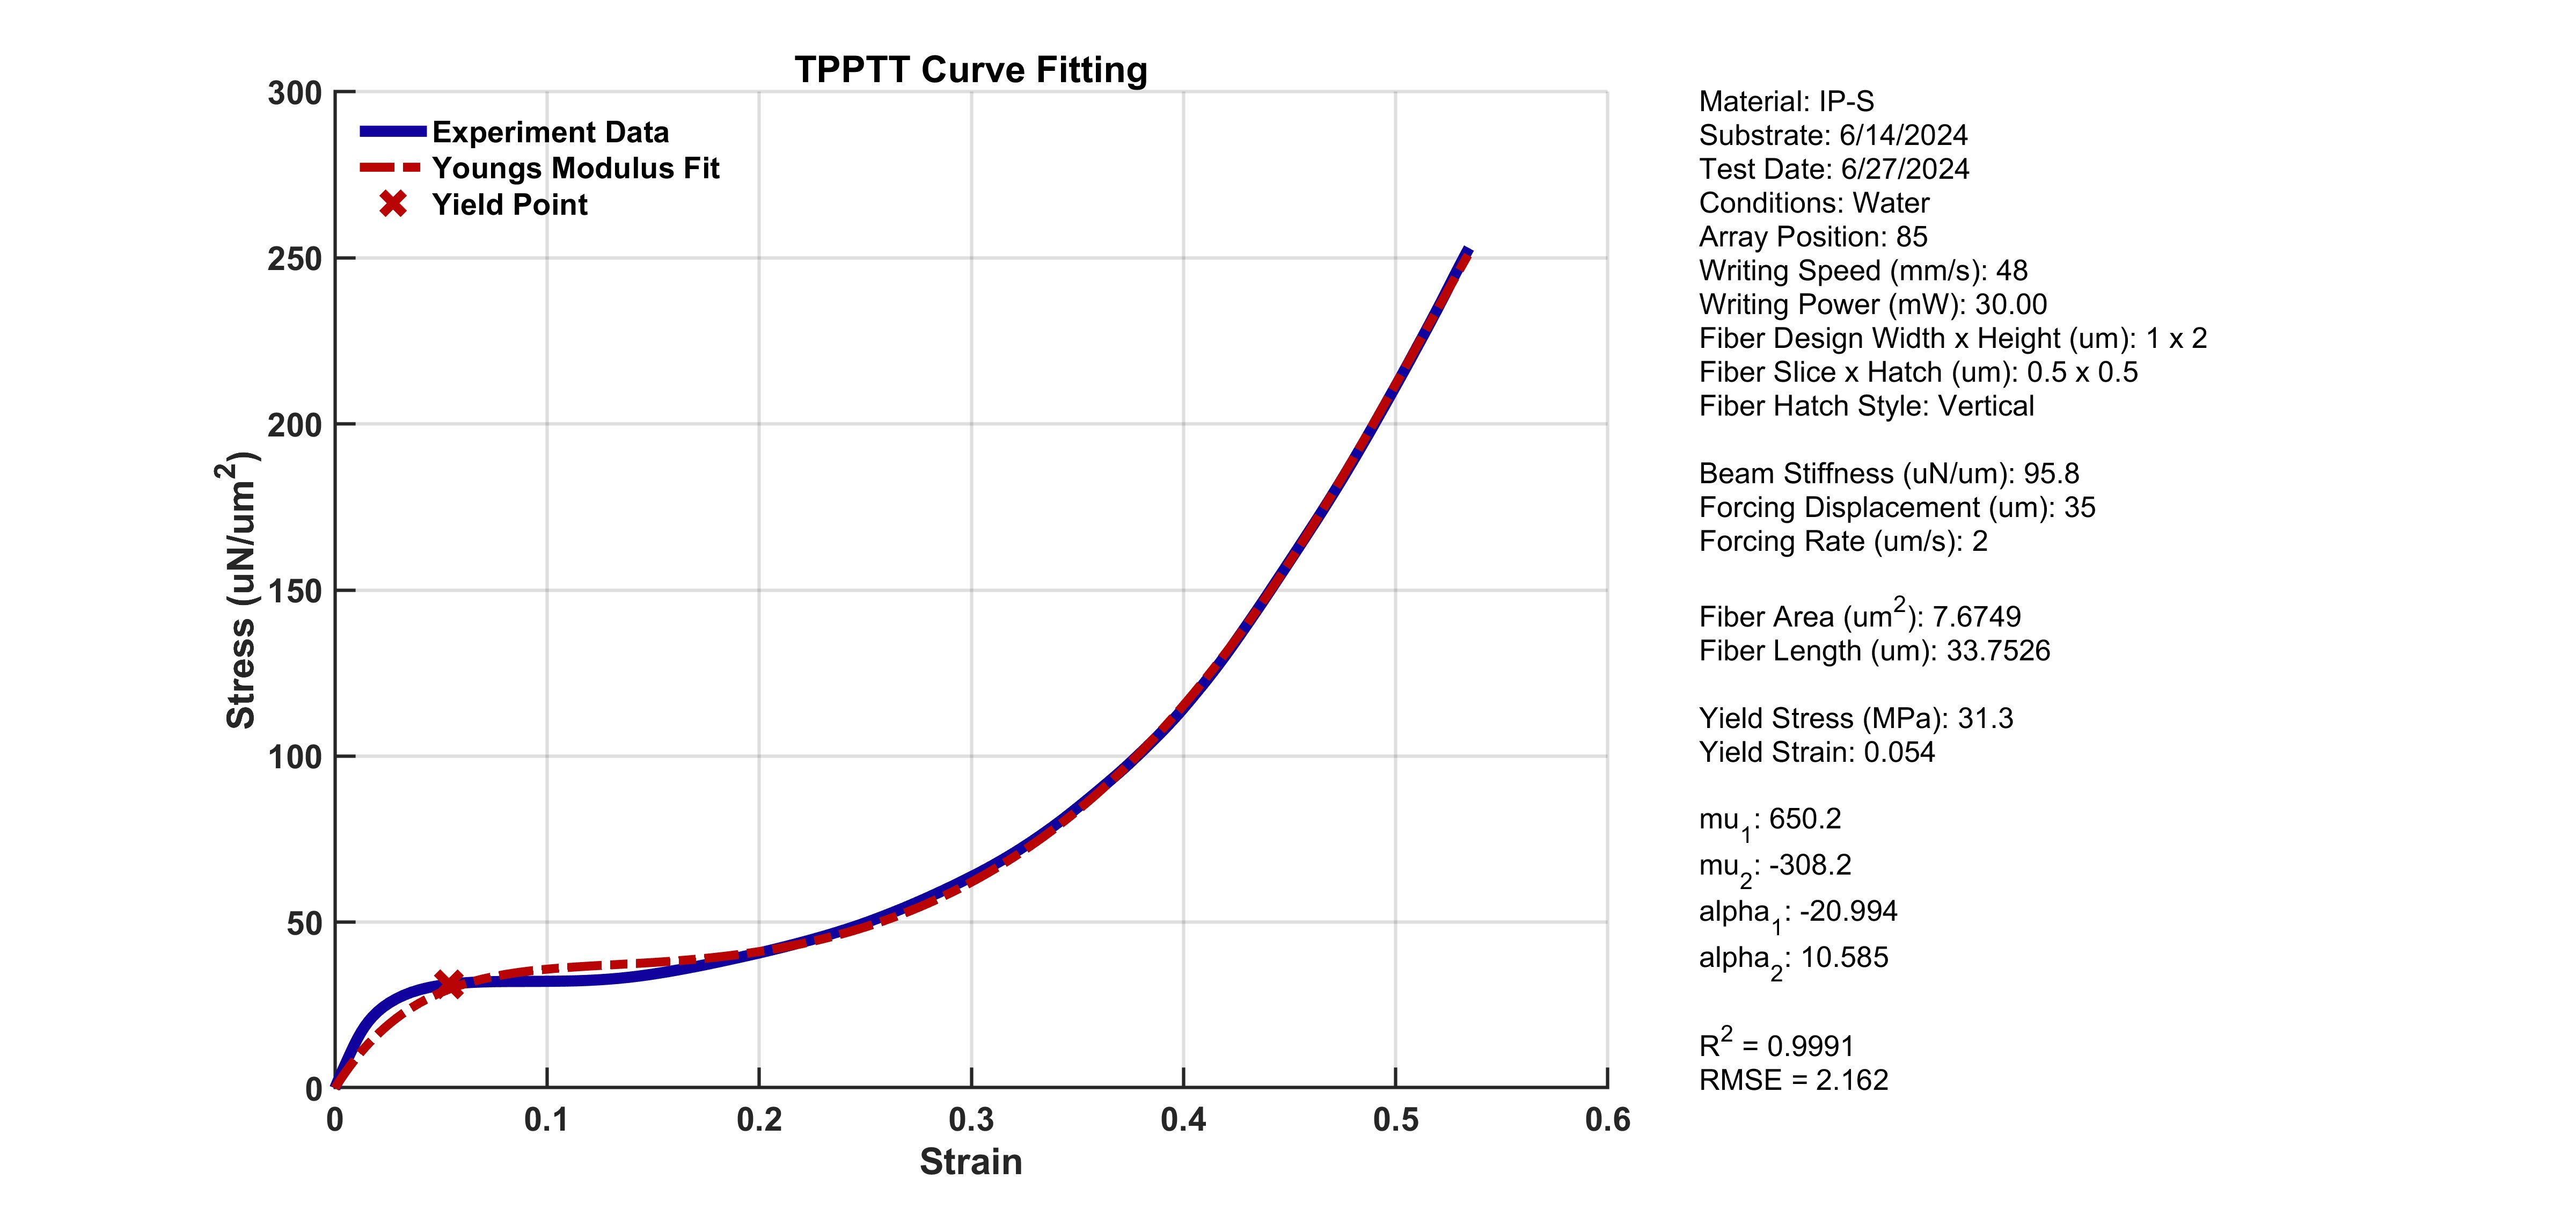 TPPTT Curve Fitting
Experiment Data
Youngs Modulus Fit
Yield Point
300
250
200
150
100
50
0
Stress (uN/um²)
0
0.1
0.2
0.3
0.4
0.5
0.6
Strain
Material: IP-S
Substrate: 6/14/2024
Test Date: 6/27/2024
Conditions: Water
Array Position: 85
Writing Speed (mm/s): 48
Writing Power (mW): 30.00
Fiber Design Width x Height (um): 1 x 2
Fiber Slice x Hatch (um): 0.5 x 0.5
Fiber Hatch Style: Vertical
Beam Stiffness (uN/um): 95.8
Forcing Displacement (um): 35
Forcing Rate (um/s): 2
Fiber Area (um²): 7.6749
Fiber Length (um): 33.7526
Yield Stress (MPa): 31.3
Yield Strain: 0.054
mu₁: 650.2
mu₂: -308.2
alpha₁: -20.994
alpha₂: 10.585
R² = 0.9991
RMSE = 2.162